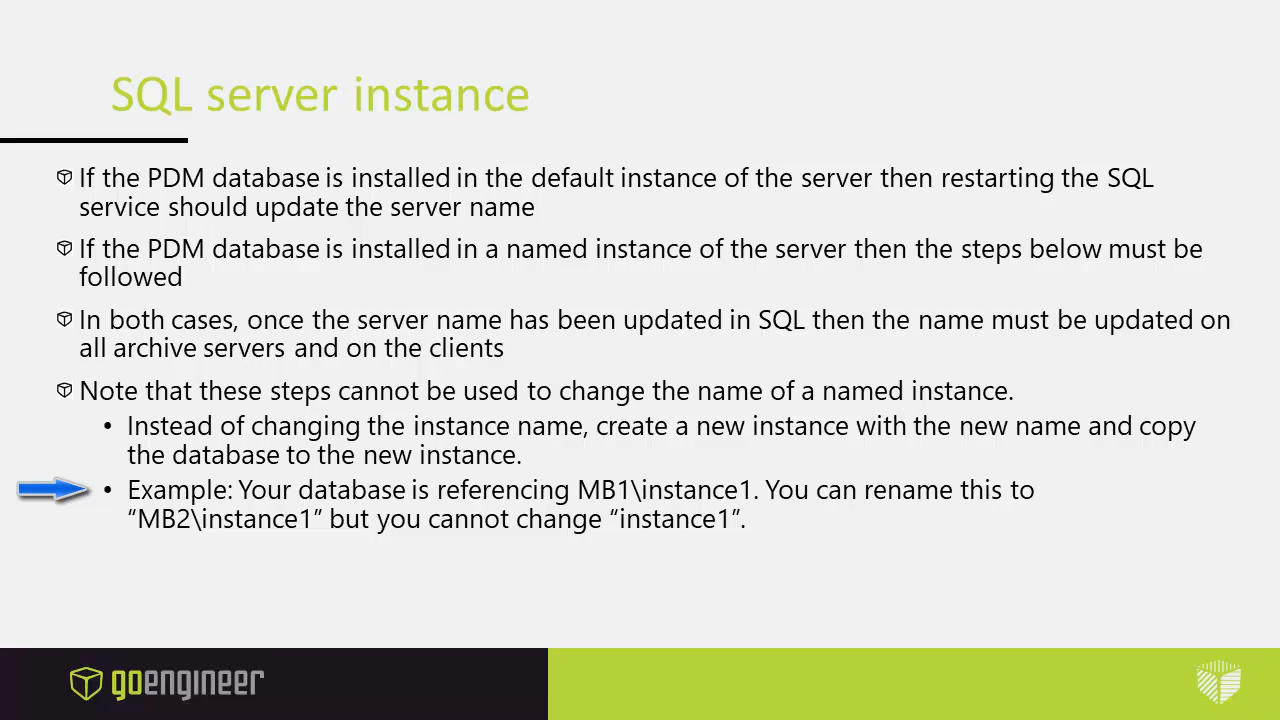 SQL server instance
If the PDM database is installed in the default instance of the server then restarting the SQL
service should update the server name
If the PDM database is installed in a named instance of the server then the steps below must be
followed
In both cases, once the server name has been updated in SQL then the name must be updated on
all archive servers and on the clients
Note that these steps cannot be used to change the name of a named instance.
• Instead of changing the instance name, create a new instance with the new name and copy
the database to the new instance.
• Example: Your database is referencing MB1\instance1. You can rename this to
“MB2\instance1” but you cannot change “instance1”.
goengineer